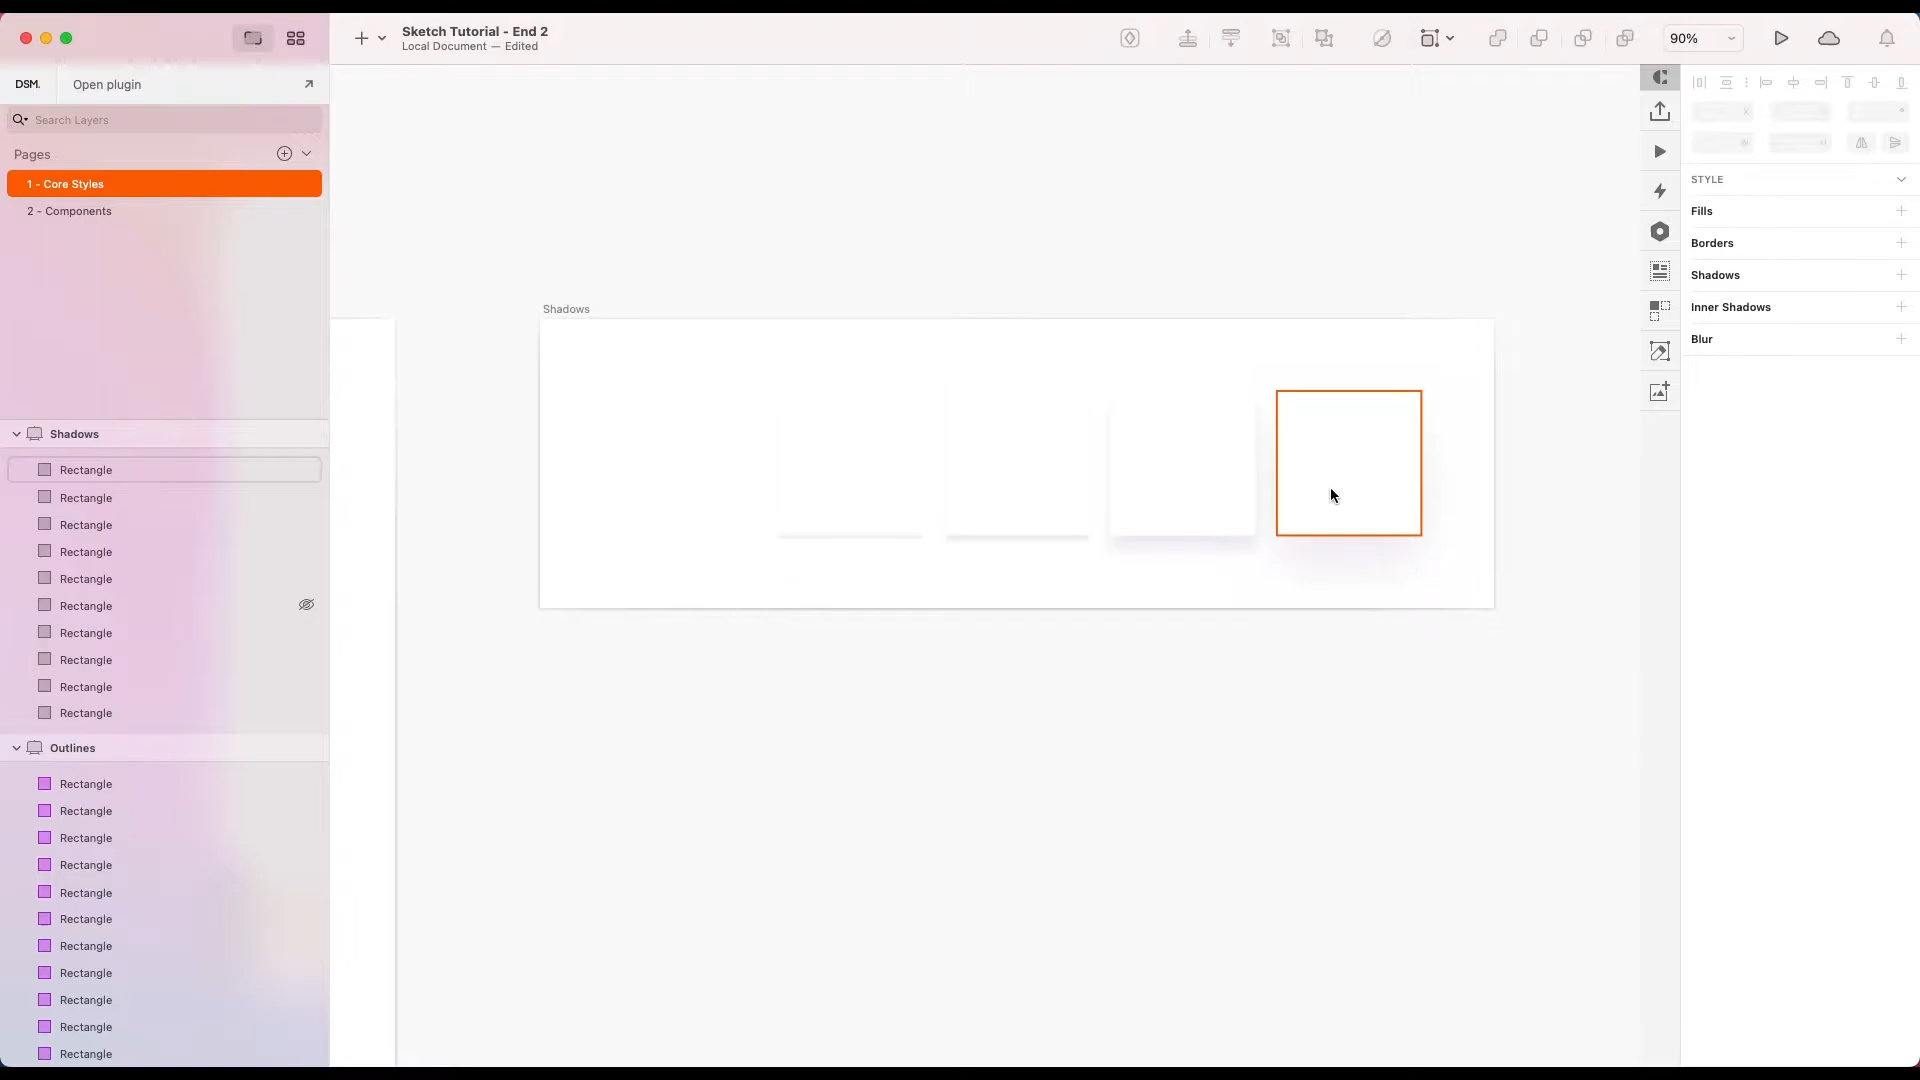 Sketch Tutorial - End 2
Local Document — Edited
90%
DSM.
Open plugin
Search Layers
Pages
1 - Core Styles
2 - Components
Shadows
Rectangle
Rectangle
Rectangle
Rectangle
Rectangle
Rectangle
Rectangle
Rectangle
Rectangle
Rectangle
Outlines
Rectangle
Rectangle
Rectangle
Rectangle
Rectangle
Rectangle
Rectangle
Rectangle
Rectangle
Rectangle
Rectangle
Shadows
STYLE
Fills
Borders
Shadows
Inner Shadows
Blur